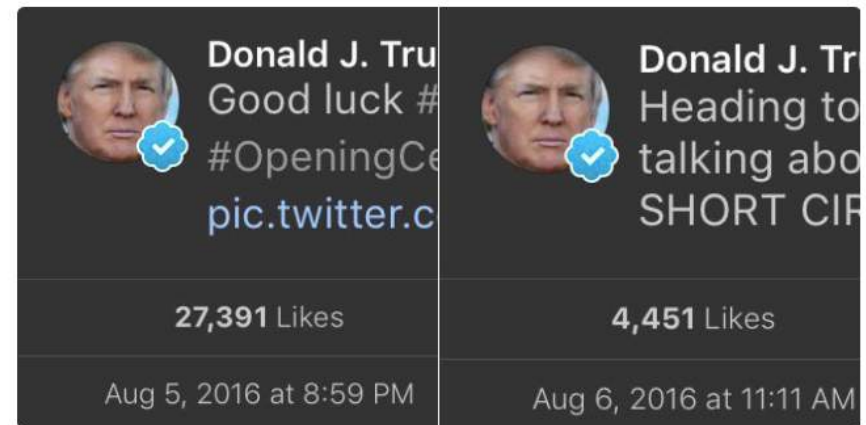 Donald J. Tru
Good luck #
#OpeningCe
pic.twitter.c
27,391 Likes
Aug 5, 2016 at 8:59 PM
Donald J. Tr
Heading to
talking abo
SHORT CIR
4,451 Likes
Aug 6, 2016 at 11:11 AM